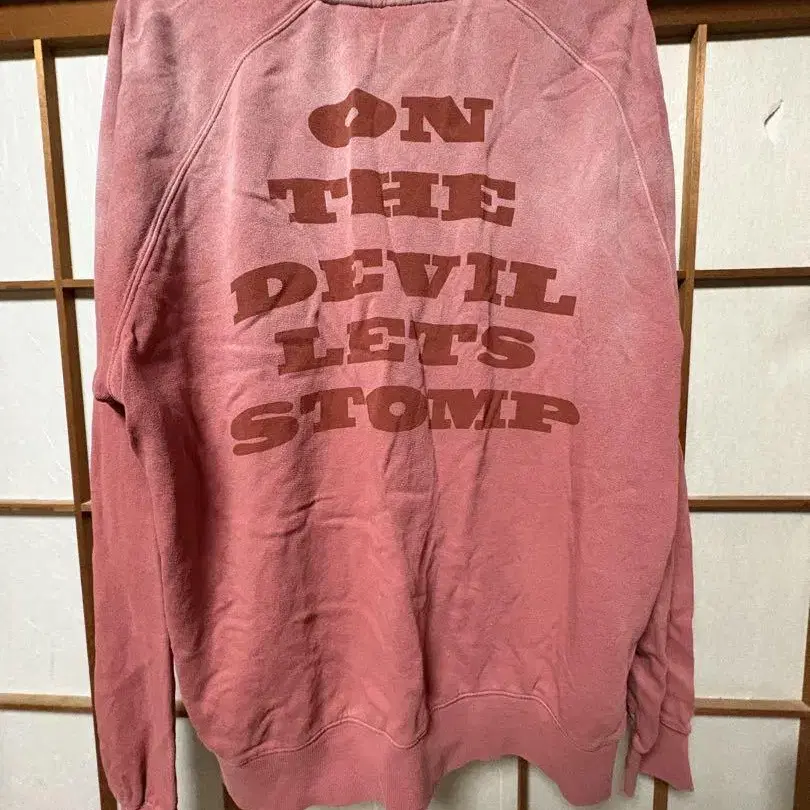 ON
THE
DEVIL
LETS
STOMP